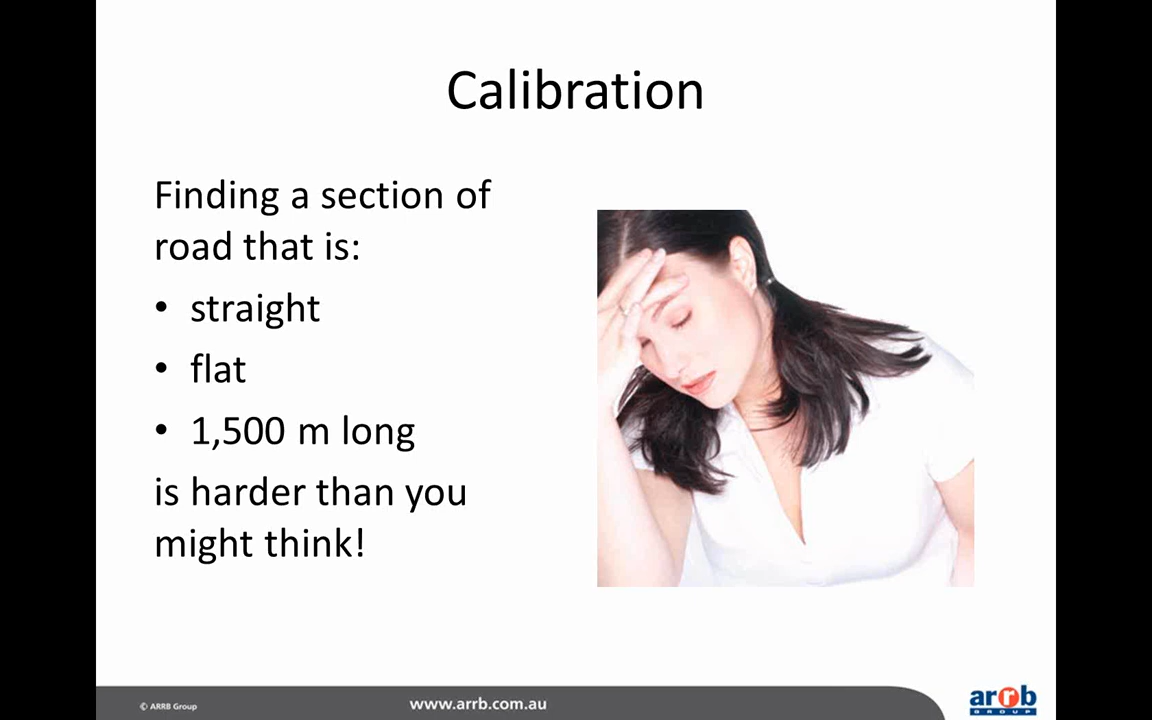 Calibration
Finding a section of
road that is:
• straight
• flat
• 1,500 m long
is harder than you
might think!
© ARRB Group
www.arrb.com.au
arrb
GROUP